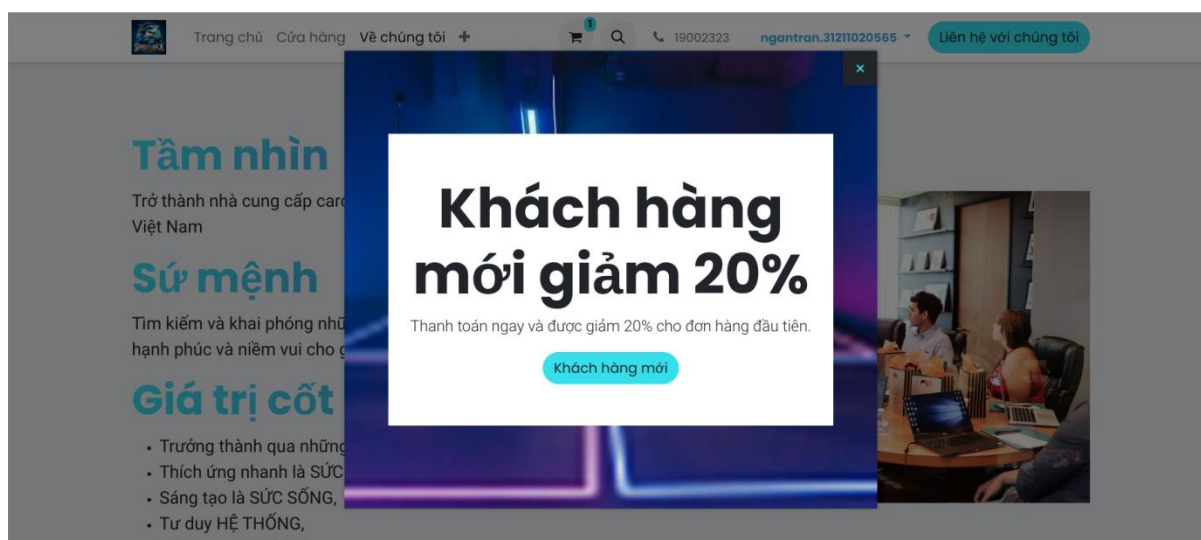 Trang chủ Cửa hàng Về chúng tôi + 1 19002323 ngantran.31211020565 Liên hệ với chúng tôi
×
Tầm nhìn
Trở thành nhà cung cấp
Việt Nam
Sứ mệnh
Tìm kiếm và khai phóng
hạnh phúc và niềm vui cho
Giá trị cốt
• Trưởng thành qua những
• Thích ứng nhanh là SỨC
• Sáng tạo là SỨC SỐNG,
• Tư duy HỆ THỐNG,
Khách hàng
mới giảm 20%
Thanh toán ngay và được giảm 20% cho đơn hàng đầu tiên.
Khách hàng mới